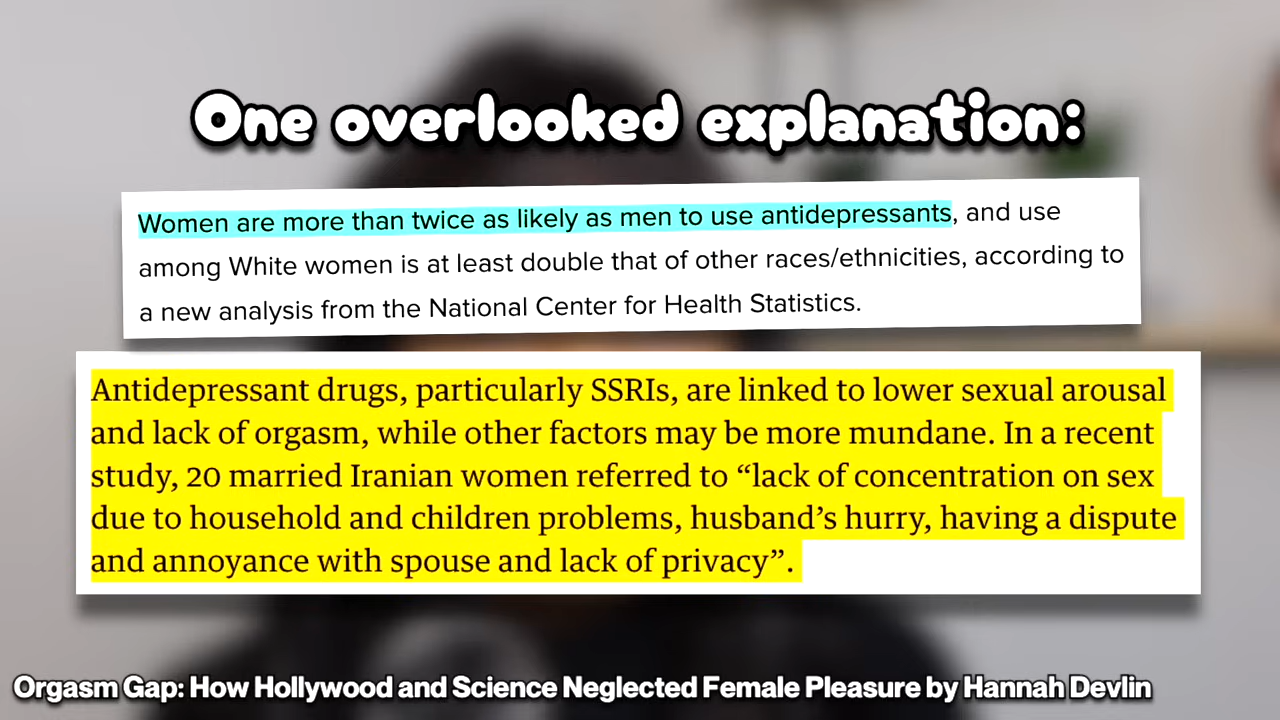 One overlooked explanation:
Women are more than twice as likely as men to use antidepressants, and use
among White women is at least double that of other races/ethnicities, according to
a new analysis from the National Center for Health Statistics.
Antidepressant drugs, particularly SSRIs, are linked to lower sexual arousal
and lack of orgasm, while other factors may be more mundane. In a recent
study, 20 married Iranian women referred to “lack of concentration on sex
due to household and children problems, husband’s hurry, having a dispute
and annoyance with spouse and lack of privacy”.
Orgasm Gap: How Hollywood and Science Neglected Female Pleasure by Hannah Devlin